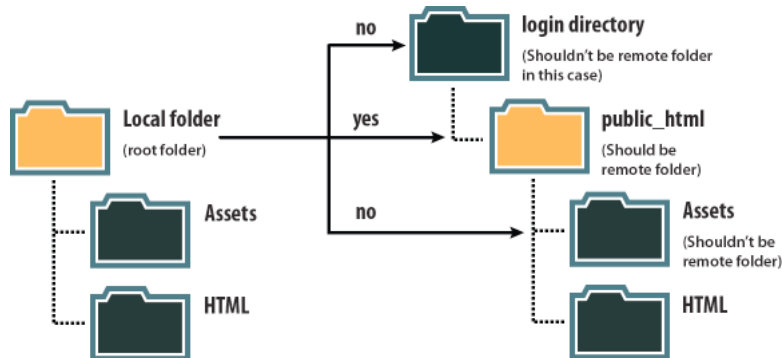 no
login directory
(Shouldn't be remote folder
in this case)
Local folder
(root folder)
yes
public_html
(Should be
remote folder)
Assets
no
Assets
(Shouldn't be
remote folder)
HTML
HTML